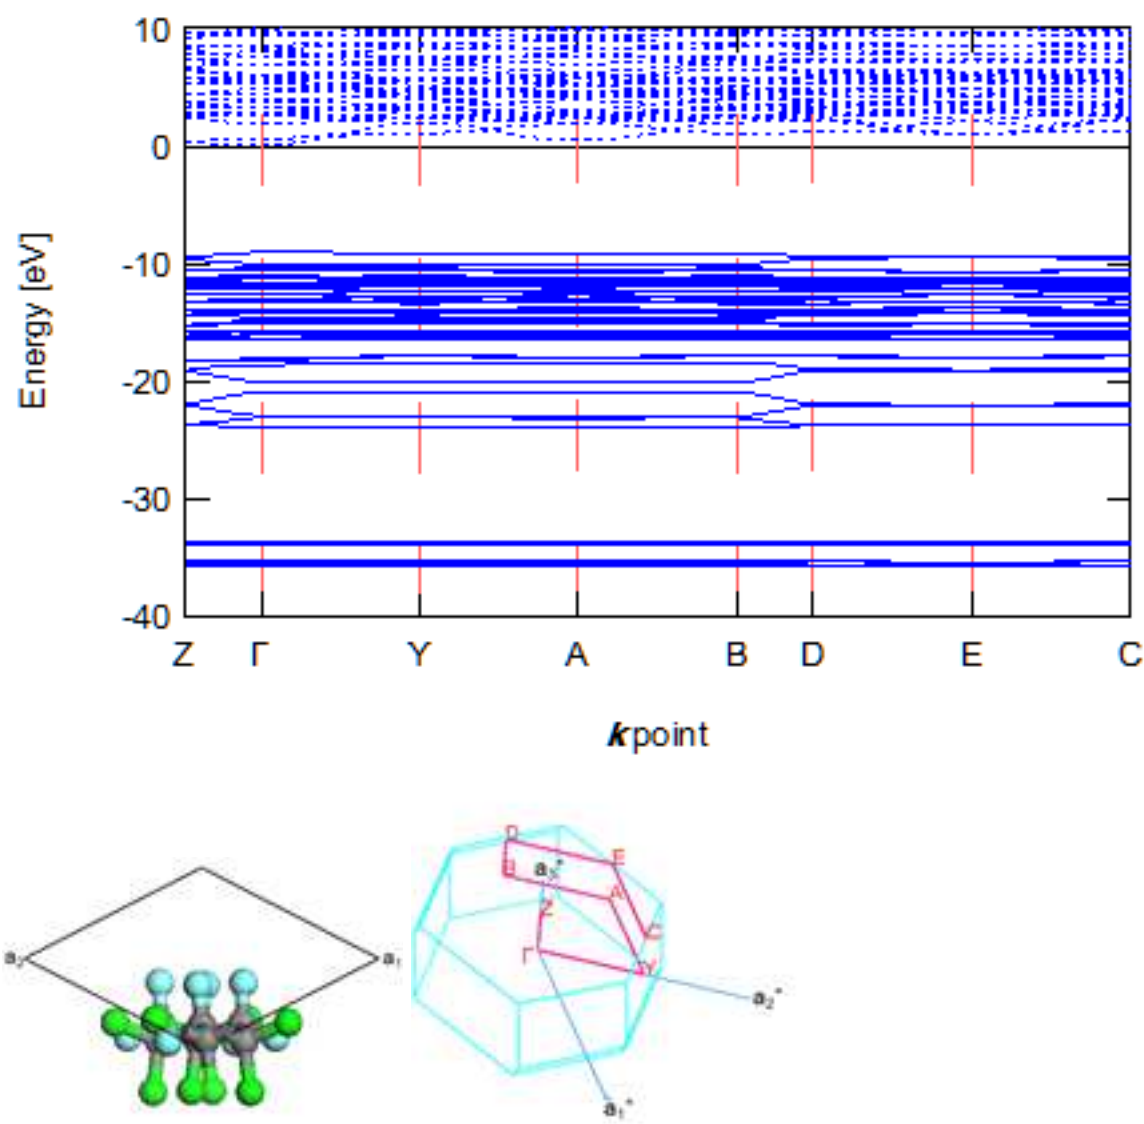 10
0
-10
-20
-30
-40
Energy [eV]
Z Γ Y A B D E C
k point
D
E
B
a₃*
A
Z
C
Γ
Y
a₂ a₁
a₂*
a₁*